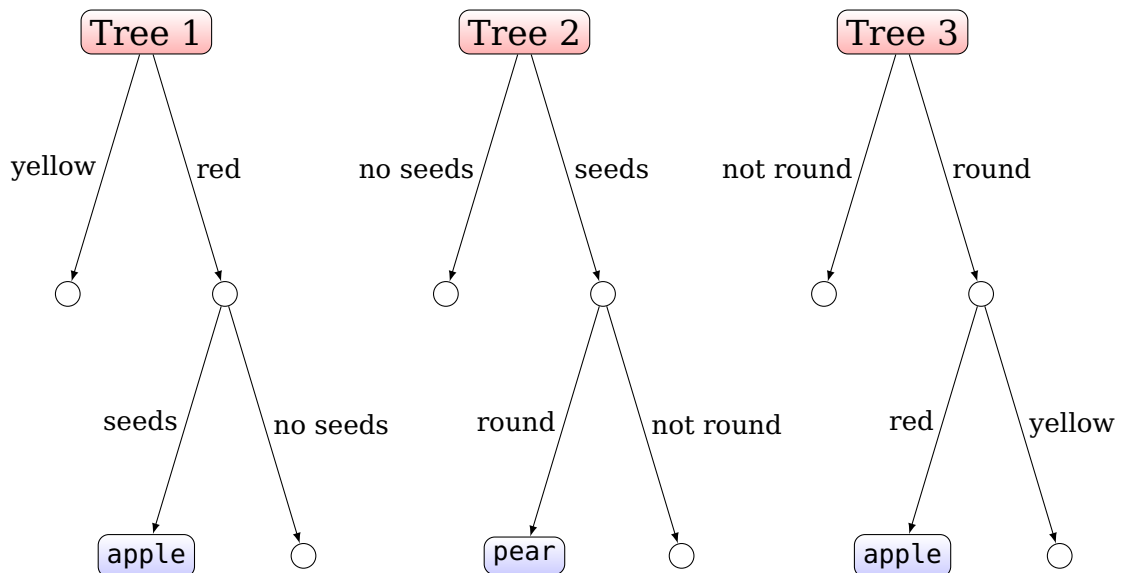 Tree 1
Tree 2
Tree 3
yellow
red
no seeds
seeds
not round
round
seeds
no seeds
round
not round
red
yellow
apple
pear
apple